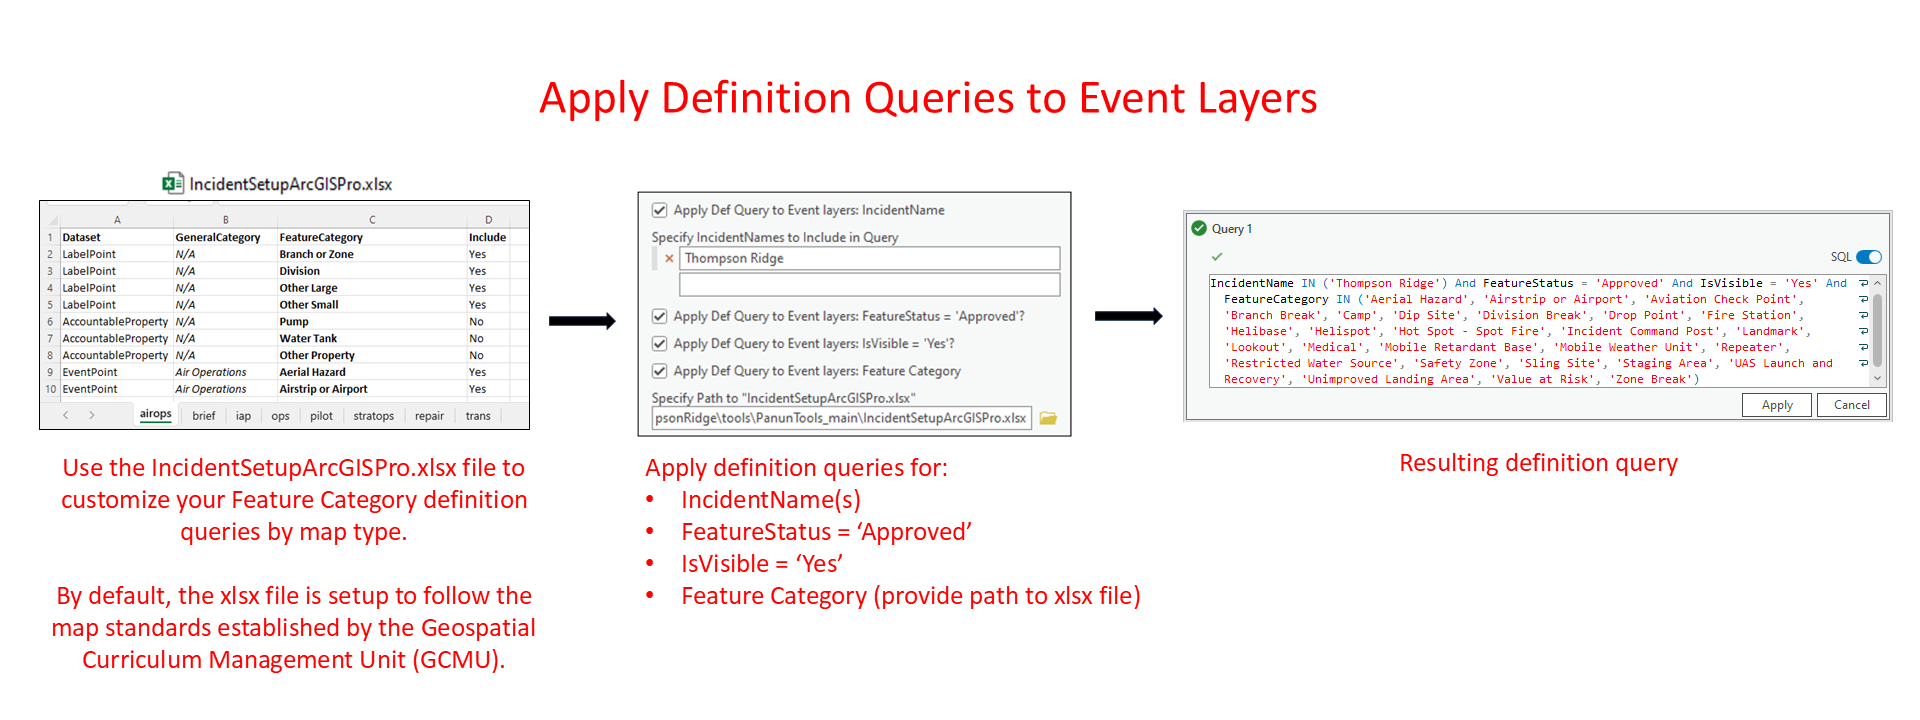 Apply Definition Queries to Event Layers
IncidentSetupArcGISPro.xlsx
A B C D
1 Dataset GeneralCategory FeatureCategory Include
2 LabelPoint N/A Branch or Zone Yes
3 LabelPoint N/A Division Yes
4 LabelPoint N/A Other Large Yes
5 LabelPoint N/A Other Small Yes
6 AccountableProperty N/A Pump No
7 AccountableProperty N/A Water Tank No
8 AccountableProperty N/A Other Property No
9 EventPoint Air Operations Aerial Hazard Yes
10 EventPoint Air Operations Airstrip or Airport Yes
airops brief iap ops pilot stratops repair trans
Use the IncidentSetupArcGISPro.xlsx file to
customize your Feature Category definition
queries by map type.
By default, the xlsx file is setup to follow the
map standards established by the Geospatial
Curriculum Management Unit (GCMU).
Apply Def Query to Event layers: IncidentName
Specify IncidentNames to Include in Query
Thompson Ridge
Apply Def Query to Event layers: FeatureStatus = 'Approved'?
Apply Def Query to Event layers: IsVisible = 'Yes'?
Apply Def Query to Event layers: Feature Category
Specify Path to "IncidentSetupArcGISPro.xlsx"
psonRidge\tools\PanunTools_main\IncidentSetupArcGISPro.xlsx
Apply definition queries for:
• IncidentName(s)
• FeatureStatus = ‘Approved’
• IsVisible = ‘Yes’
• Feature Category (provide path to xlsx file)
Query 1
SQL
IncidentName IN ('Thompson Ridge') And FeatureStatus = 'Approved' And IsVisible = 'Yes' And
FeatureCategory IN ('Aerial Hazard', 'Airstrip or Airport', 'Aviation Check Point',
'Branch Break', 'Camp', 'Dip Site', 'Division Break', 'Drop Point', 'Fire Station',
'Helibase', 'Helispot', 'Hot Spot - Spot Fire', 'Incident Command Post', 'Landmark',
'Lookout', 'Medical', 'Mobile Retardant Base', 'Mobile Weather Unit', 'Repeater',
'Restricted Water Source', 'Safety Zone', 'Sling Site', 'Staging Area', 'UAS Launch and
Recovery', 'Unimproved Landing Area', 'Value at Risk', 'Zone Break')
Apply Cancel
Resulting definition query